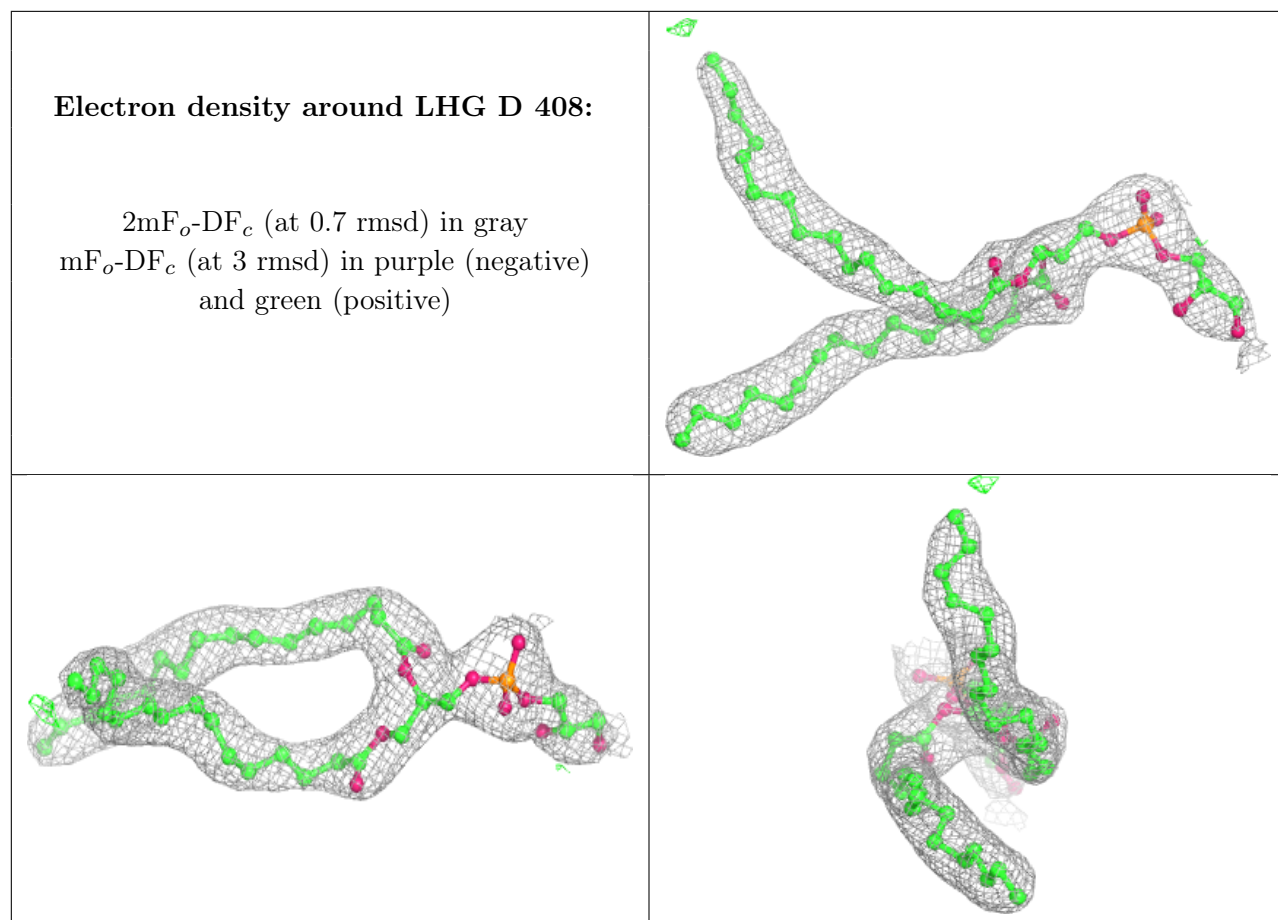 Electron density around LHG D 408:
2mFo-DFc (at 0.7 rmsd) in gray
mFo-DFc (at 3 rmsd) in purple (negative)
and green (positive)